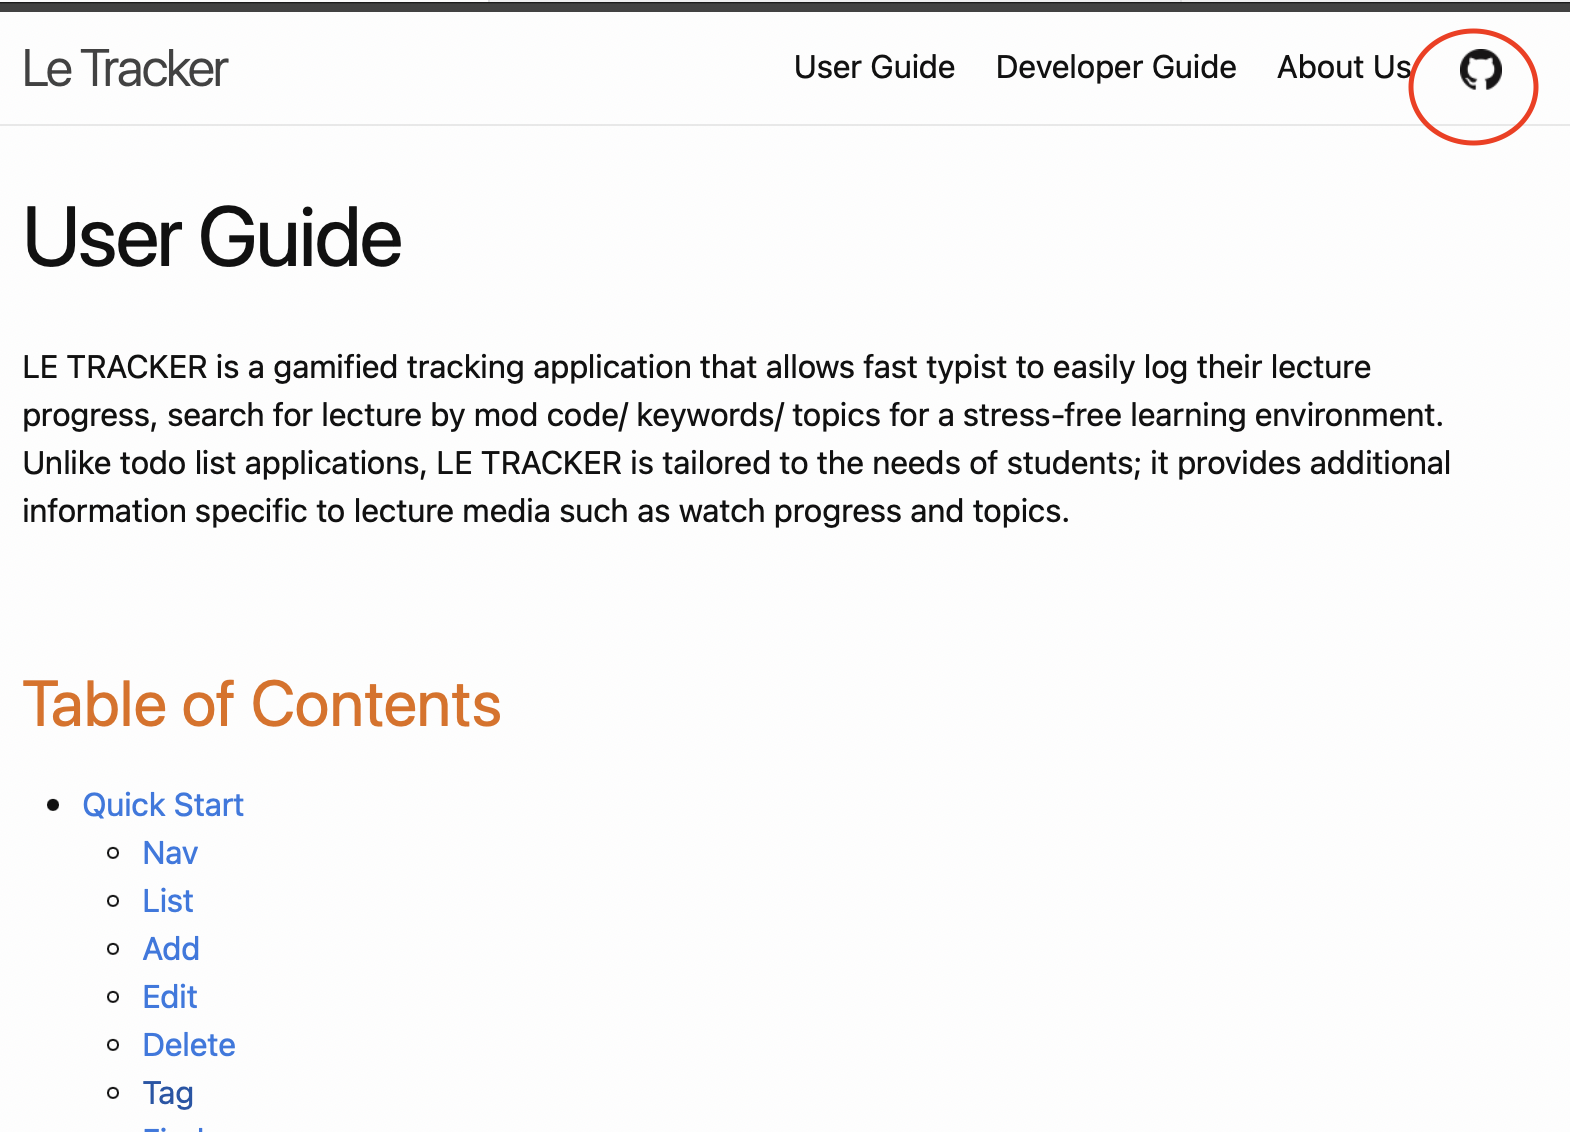 Le Tracker
User Guide Developer Guide About Us
User Guide
LE TRACKER is a gamified tracking application that allows fast typist to easily log their lecture
progress, search for lecture by mod code/ keywords/ topics for a stress-free learning environment.
Unlike todo list applications, LE TRACKER is tailored to the needs of students; it provides additional
information specific to lecture media such as watch progress and topics.
Table of Contents
Quick Start
Nav
List
Add
Edit
Delete
Tag